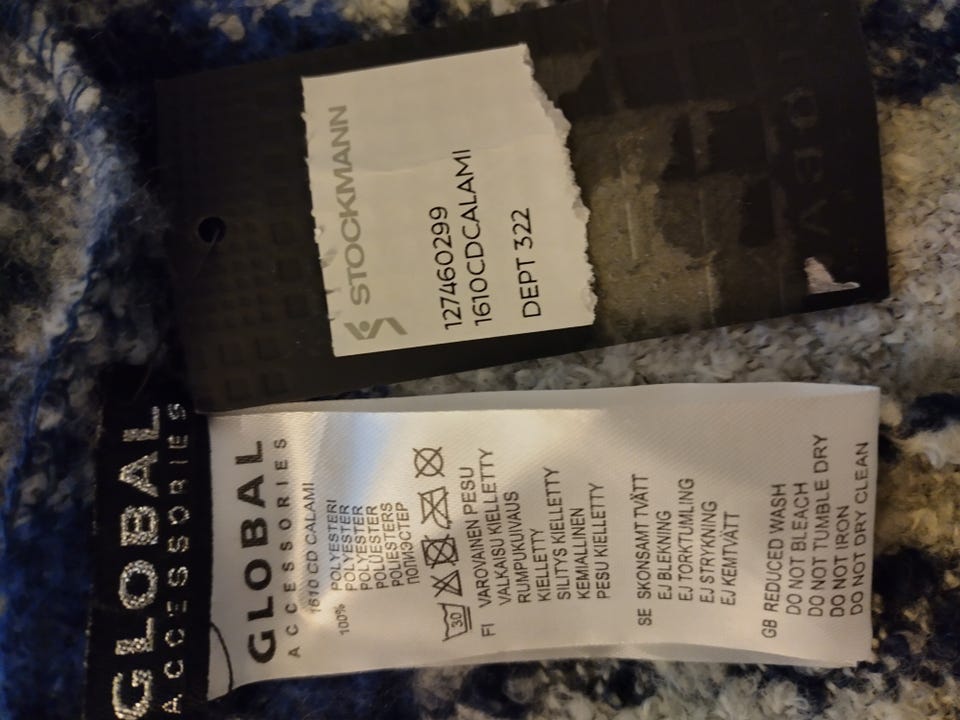 STOCKMANN
127460299
1610CDCALAMI
DEPT 322
GLOBAL
ACCESSORIES
GLOBAL
ACCESSORIES
1610 CD CALAMI
100% POLYESTERI
POLYESTER
POLYESTER
POLÜESTER
POLIESTERS
ПОЛИЭСТЕР
30
FI VAROVAINEN PESU
VALKAISU KIELLETTY
RUMPUKUIVAUS
KIELLETTY
SILITYS KIELLETTY
KEMIALLINEN
PESU KIELLETTY
SE SKONSAMT TVÄTT
EJ BLEKNING
EJ TORKTUMLING
EJ STRYKNING
EJ KEMTVÄTT
GB REDUCED WASH
DO NOT BLEACH
DO NOT TUMBLE DRY
DO NOT IRON
DO NOT DRY CLEAN